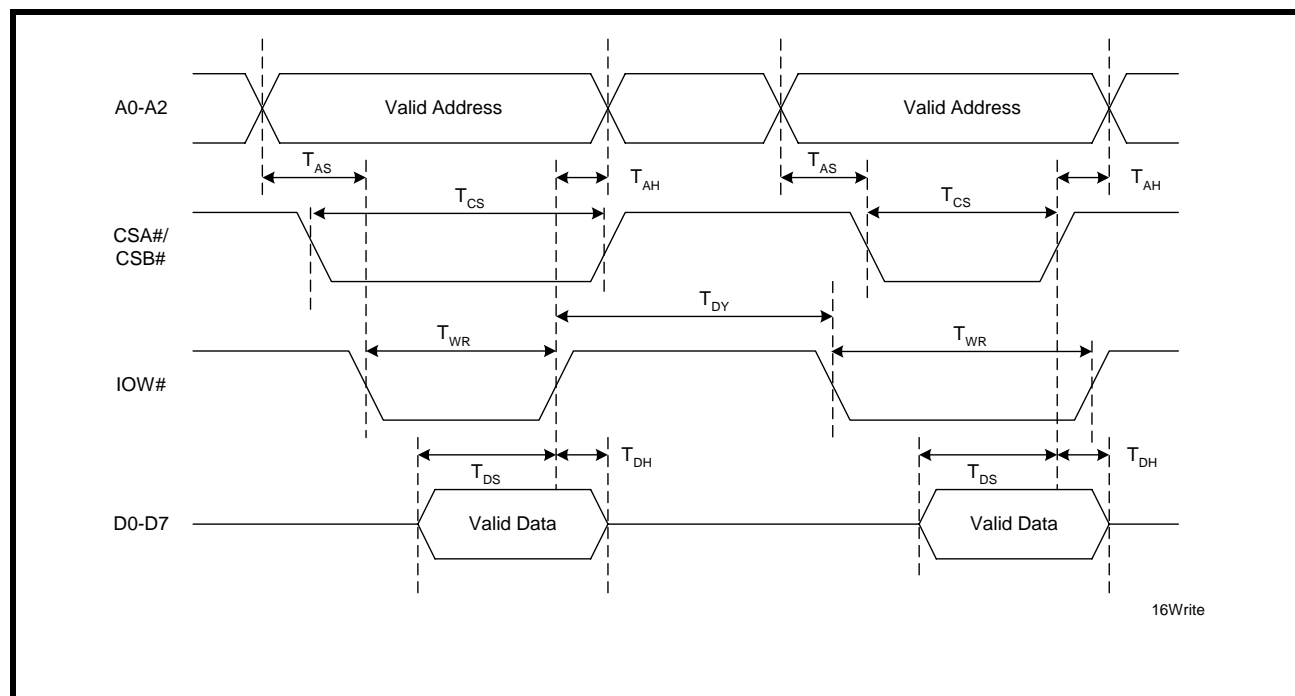 A0-A2
Valid Address
Valid Address
TAS
TAH
TAS
TAH
TCS
TCS
CSA#/
CSB#
TDY
TWR
TWR
IOW#
TDS
TDH
TDS
TDH
D0-D7
Valid Data
Valid Data
16Write